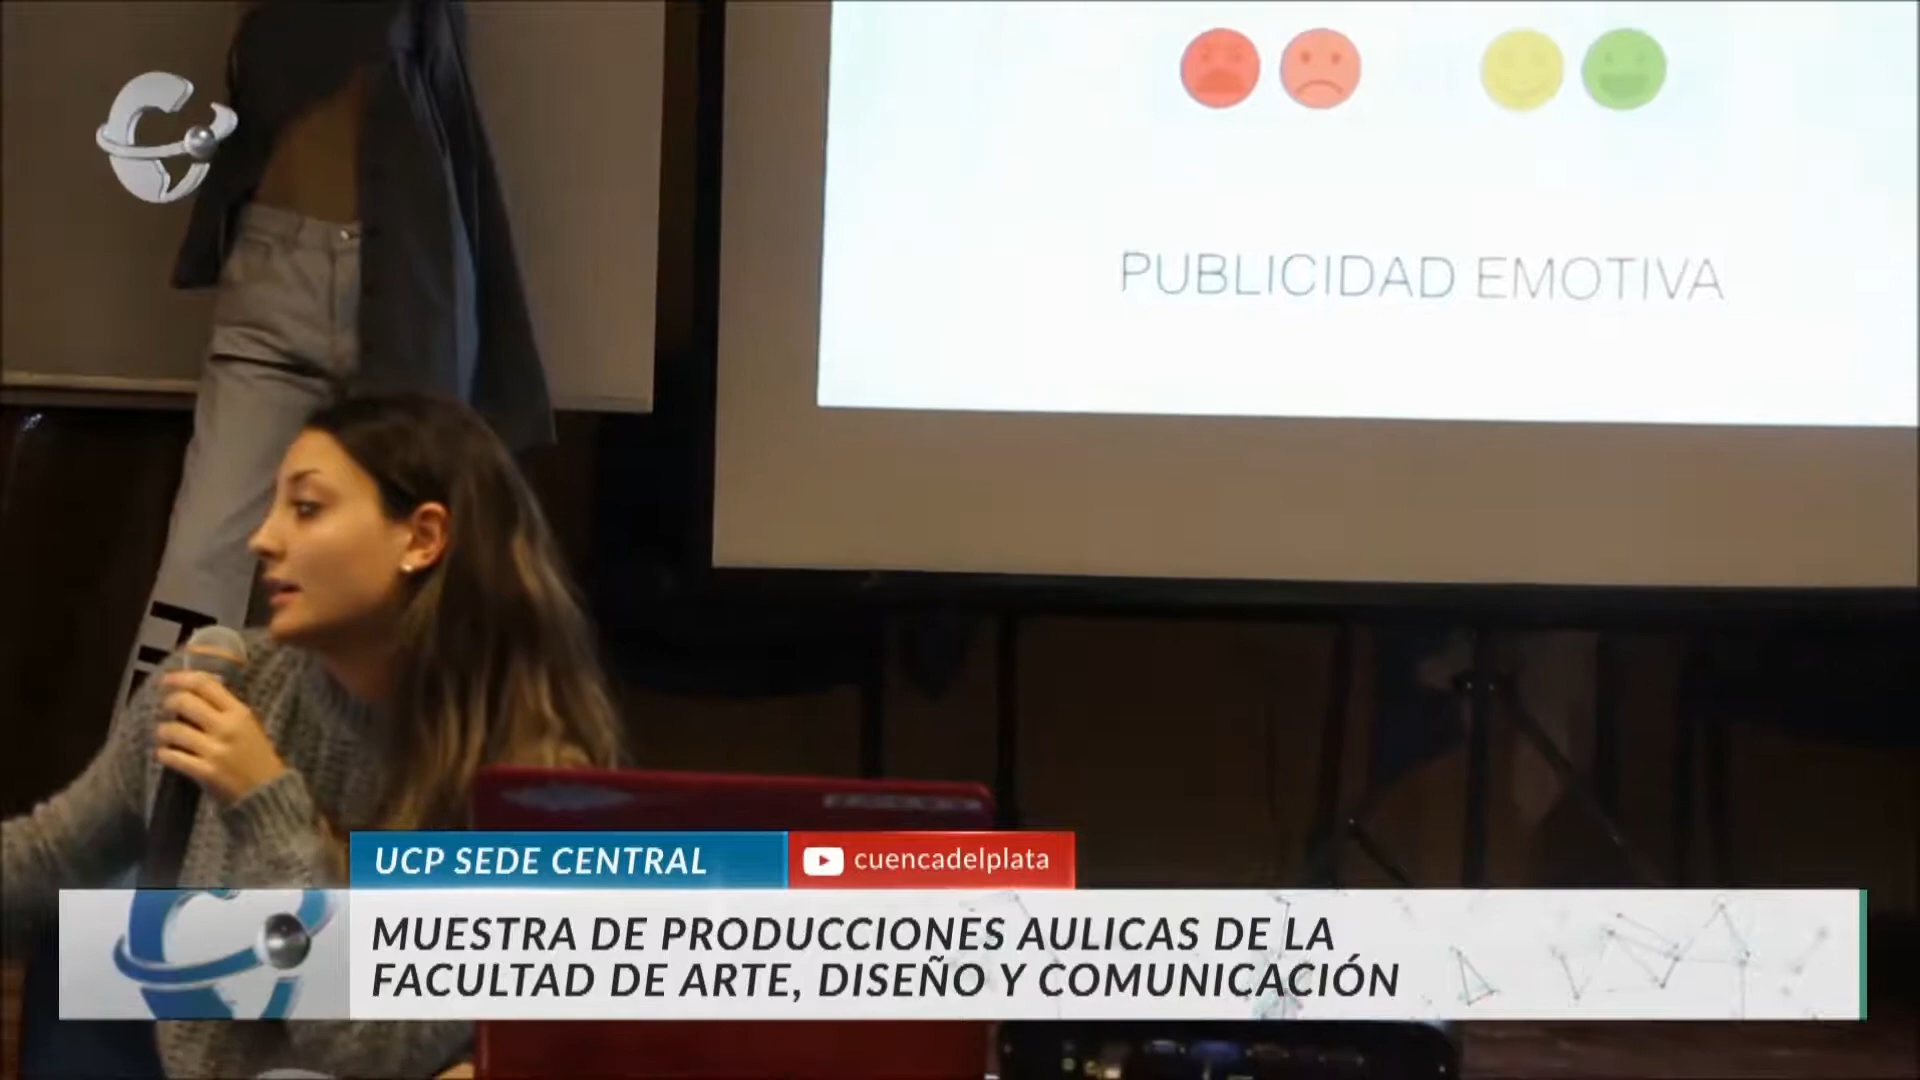 PUBLICIDAD EMOTIVA
UCP SEDE CENTRAL
cuencadelplata
MUESTRA DE PRODUCCIONES AULICAS DE LA
FACULTAD DE ARTE, DISEÑO Y COMUNICACIÓN